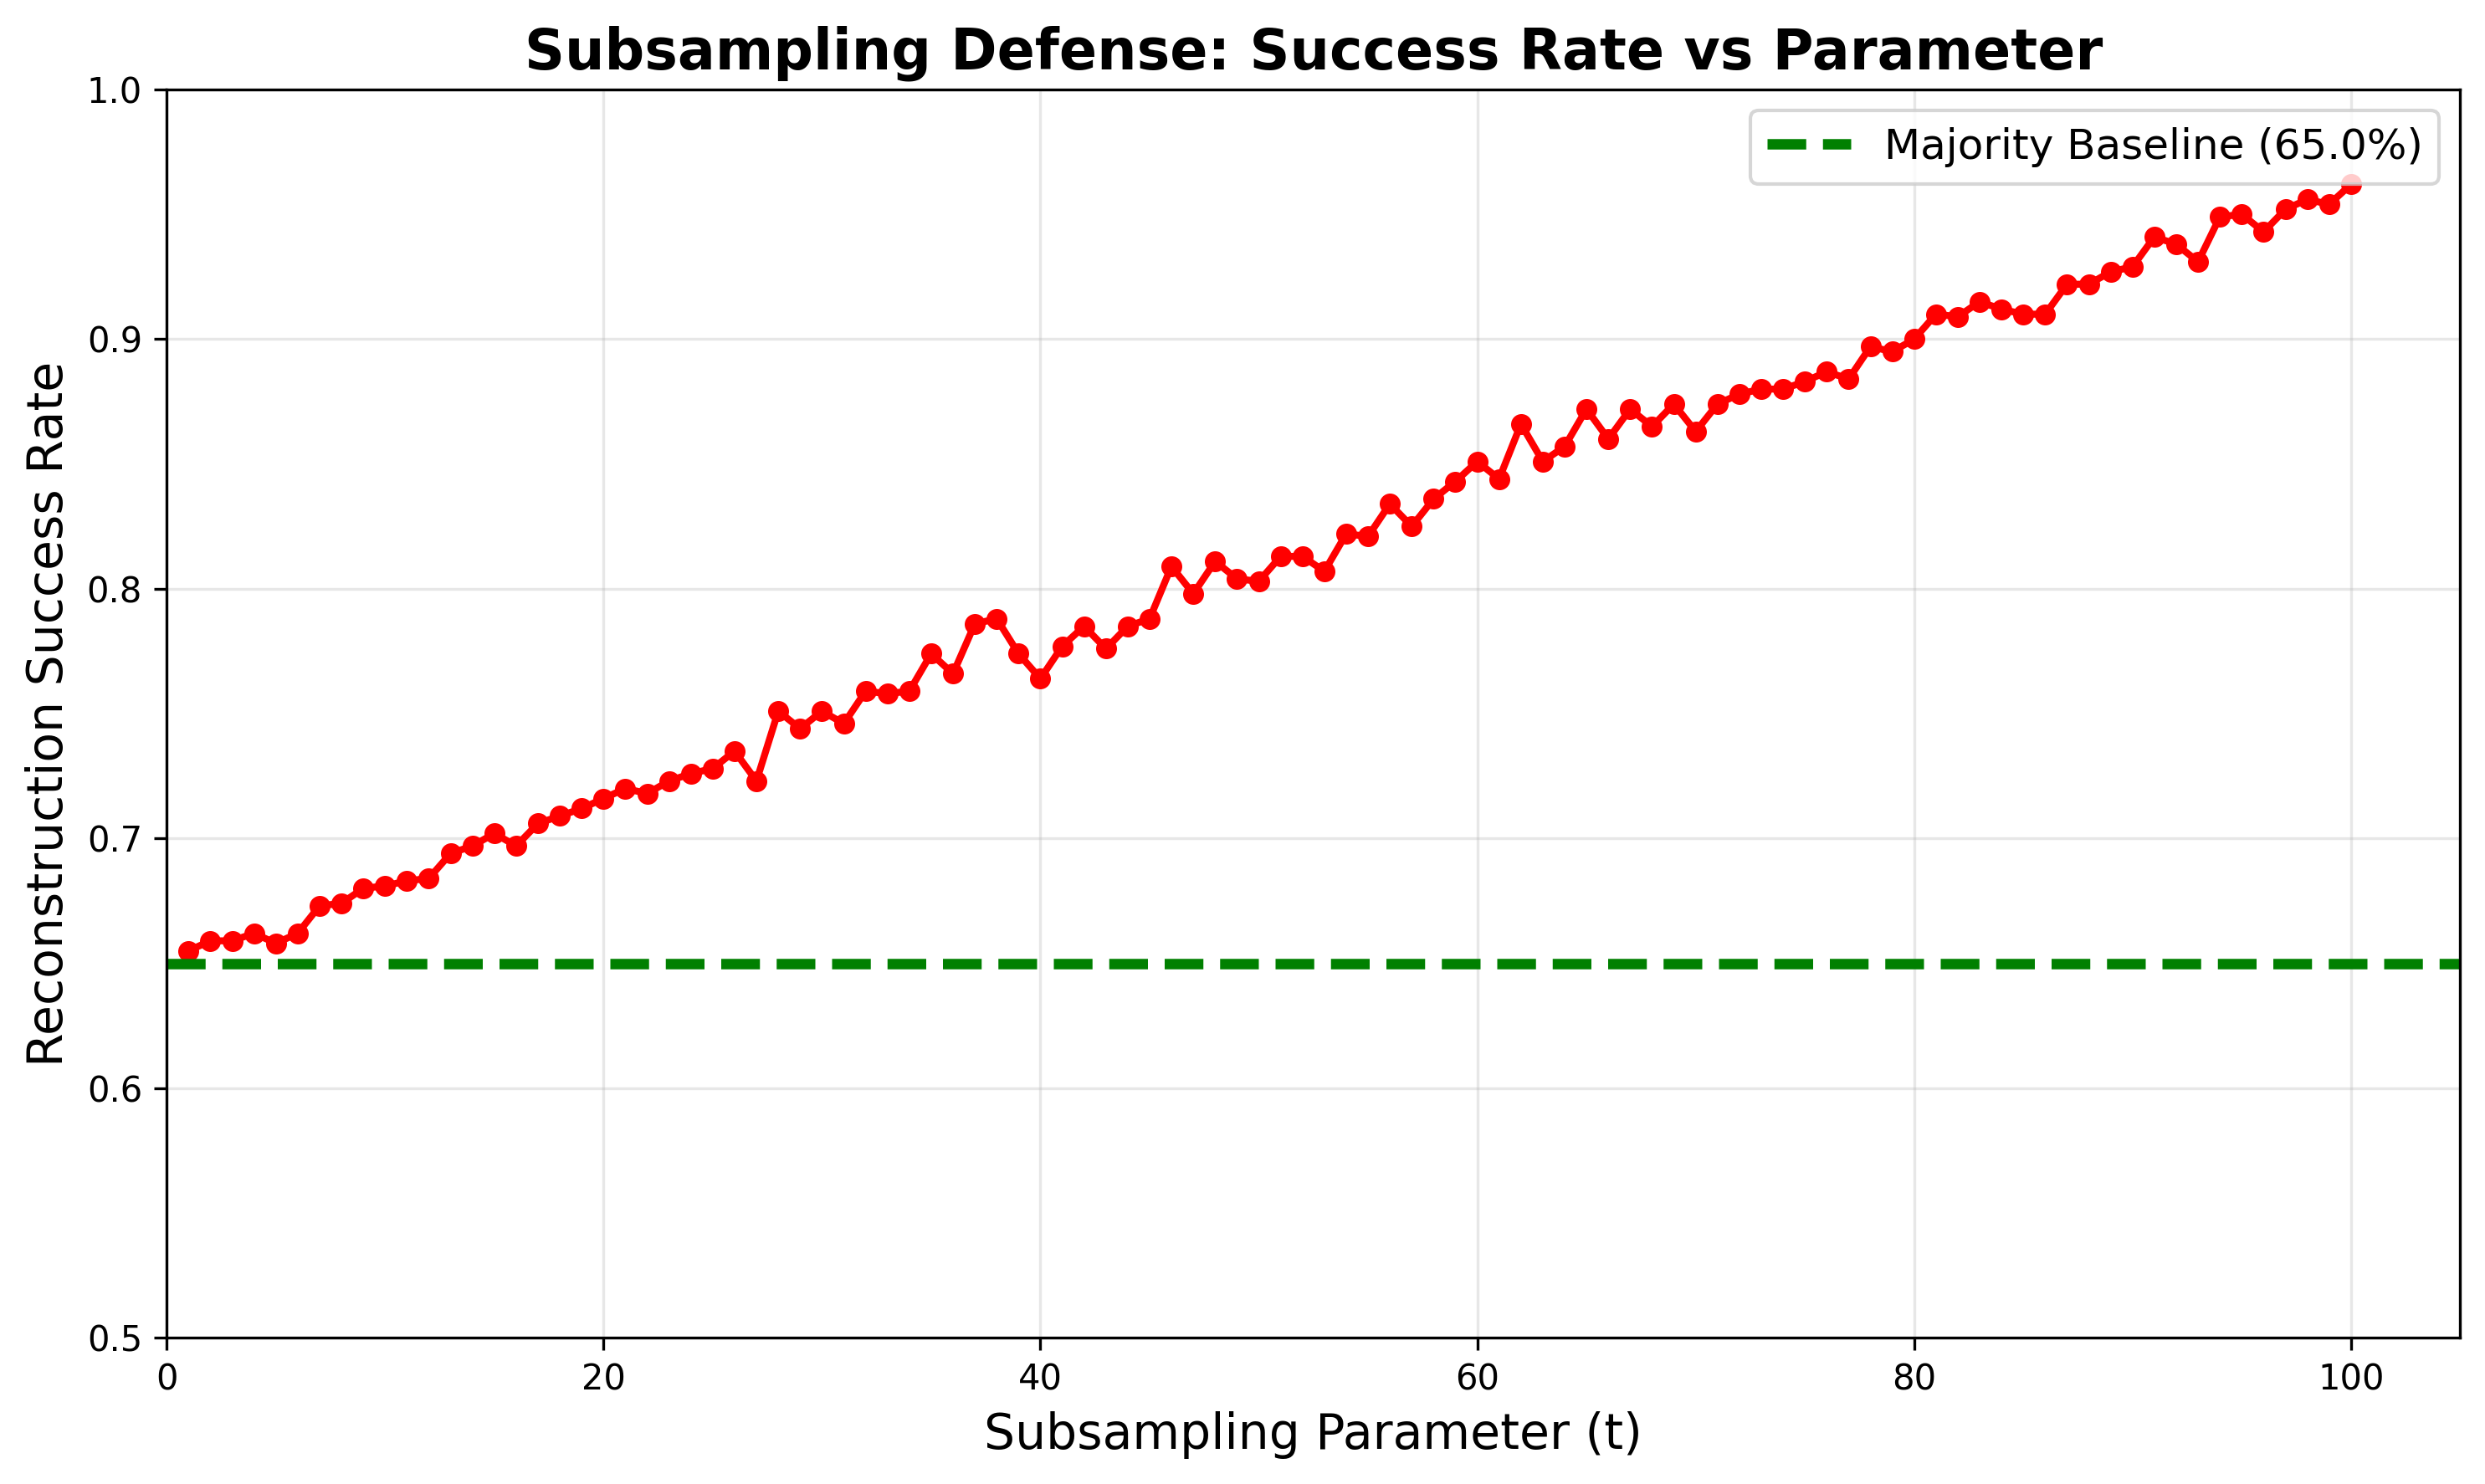 Subsampling Defense: Success Rate vs Parameter
1.0
Majority Baseline (65.0%)
0.9
0.8
0.7
0.6
0.5
Reconstruction Success Rate
0 20 40 60 80 100
Subsampling Parameter (t)